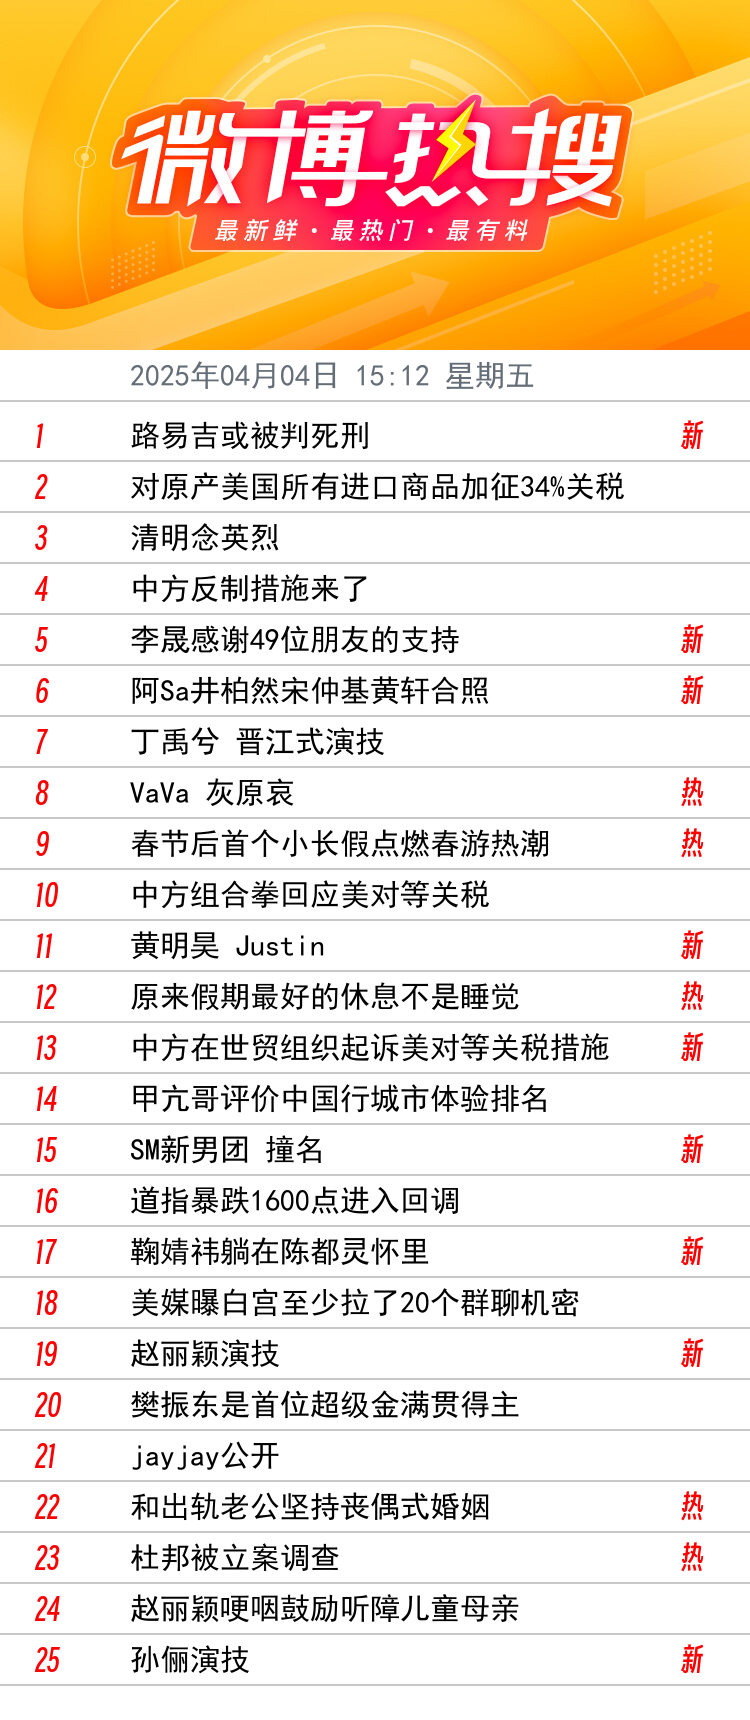 微博热搜
最新鲜·最热门·最有料
2025年04月04日 15:12 星期五
1 路易吉或被判死刑 新
2 对原产美国所有进口商品加征34%关税
3 清明念英烈
4 中方反制措施来了
5 李晟感谢49位朋友的支持 新
6 阿Sa井柏然宋仲基黄轩合照 新
7 丁禹兮 晋江式演技
8 VaVa 灰原哀 热
9 春节后首个小长假点燃春游热潮 热
10 中方组合拳回应美对等关税
11 黄明昊 Justin 新
12 原来假期最好的休息不是睡觉 热
13 中方在世贸组织起诉美对等关税措施 新
14 甲亢哥评价中国行城市体验排名
15 SM新男团 撞名 新
16 道指暴跌1600点进入回调
17 鞠婧祎躺在陈都灵怀里 新
18 美媒曝白宫至少拉了20个群聊机密
19 赵丽颖演技 新
20 樊振东是首位超级金满贯得主
21 jayjay公开
22 和出轨老公坚持丧偶式婚姻 热
23 杜邦被立案调查 热
24 赵丽颖哽咽鼓励听障儿童母亲
25 孙俪演技 新